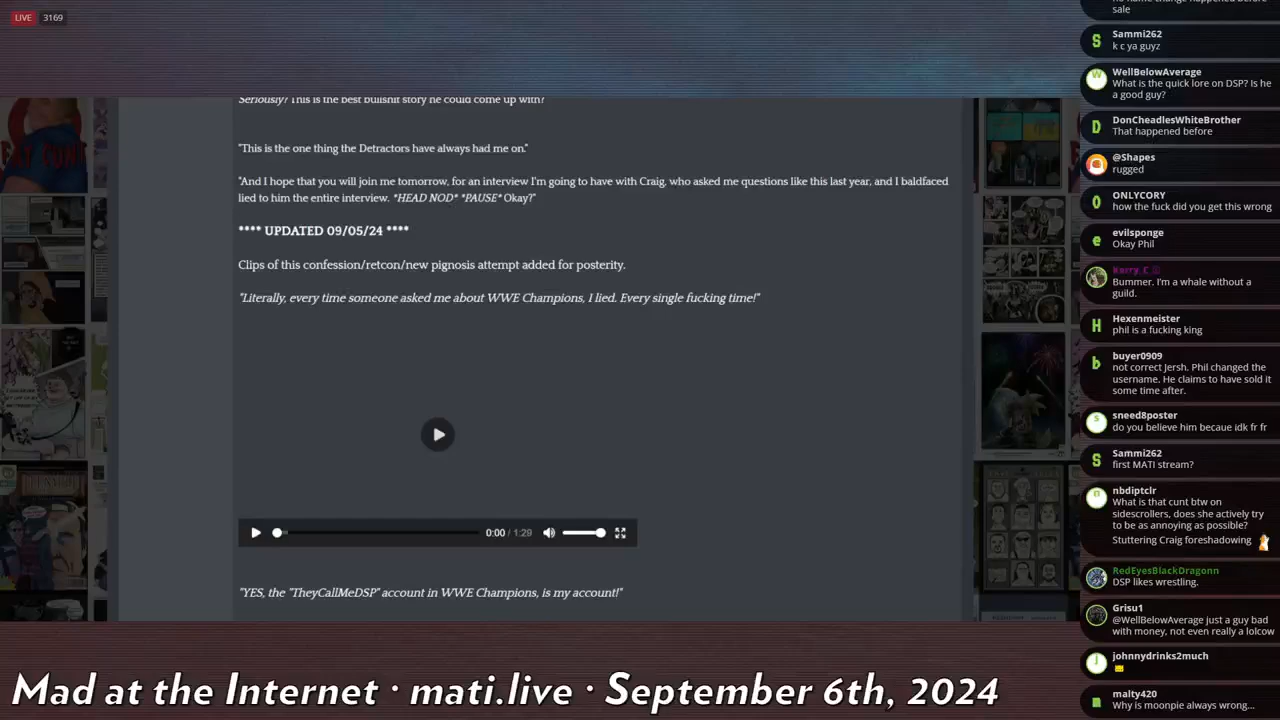 LIVE 3169
Seriously? This is the best bullshit story he could come up with?
"This is the one thing the Detractors have always had me on."
"And I hope that you will join me tomorrow, for an interview I'm going to have with Craig, who asked me questions like this last year, and I baldfaced
lied to him the entire interview. *HEAD NOD* *PAUSE* Okay?"
**** UPDATED 09/05/24 ****
Clips of this confession/retcon/new pignosis attempt added for posterity.
"Literally, every time someone asked me about WWE Champions, I lied. Every single fucking time!"
0:00 / 1:29
"YES, the "TheyCallMeDSP" account in WWE Champions, is my account!"
sale
S
Sammi262
k c ya guyz
W
WellBelowAverage
What is the quick lore on DSP? Is he
a good guy?
D
DonCheadlesWhiteBrother
That happened before
@Shapes
rugged
O
ONLYCORY
how the fuck did you get this wrong
e
evilsponge
Okay Phil
Bummer. I'm a whale without a
guild.
H
Hexenmeister
phil is a fucking king
b
buyer0909
not correct Jersh. Phil changed the
username. He claims to have sold it
some time after.
s
sneed8poster
do you believe him becaue idk fr fr
S
Sammi262
first MATI stream?
n
nbdiptclr
What is that cunt btw on
sidescrollers, does she actively try
to be as annoying as possible?
Stuttering Craig foreshadowing
RedEyesBlackDragonn
DSP likes wrestling.
Grisu1
@WellBelowAverage just a guy bad
with money, not even really a lolcow
j
johnnydrinks2much
m
malty420
Why is moonpie always wrong...
Mad at the Internet · mati.live · September 6th, 2024